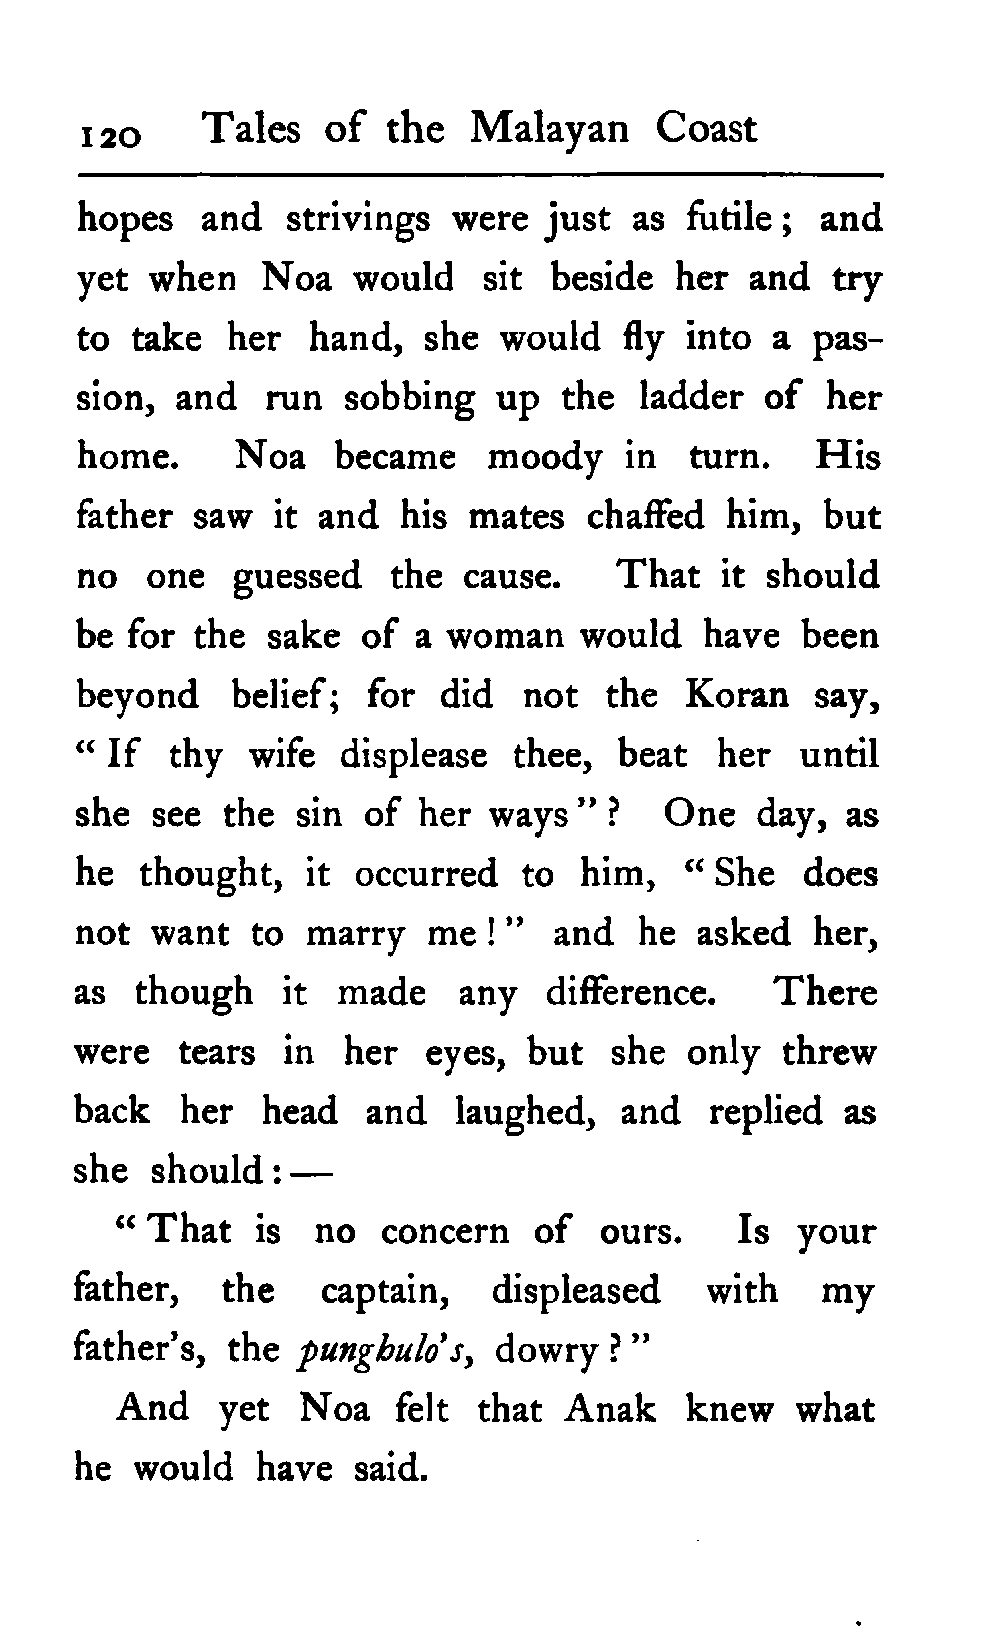 120 Tales of the Malayan Coast
hopes and strivings were just as futile; and
yet when Noa would sit beside her and try
to take her hand, she would fly into a pas-
sion, and run sobbing up the ladder of her
home. Noa became moody in turn. His
father saw it and his mates chaffed him, but
no one guessed the cause. That it should
be for the sake of a woman would have been
beyond belief; for did not the Koran say,
“If thy wife displease thee, beat her until
she see the sin of her ways”? One day, as
he thought, it occurred to him, “She does
not want to marry me!” and he asked her,
as though it made any difference. There
were tears in her eyes, but she only threw
back her head and laughed, and replied as
she should:—
“That is no concern of ours. Is your
father, the captain, displeased with my
father’s, the punghulo’s, dowry?”
And yet Noa felt that Anak knew what
he would have said.